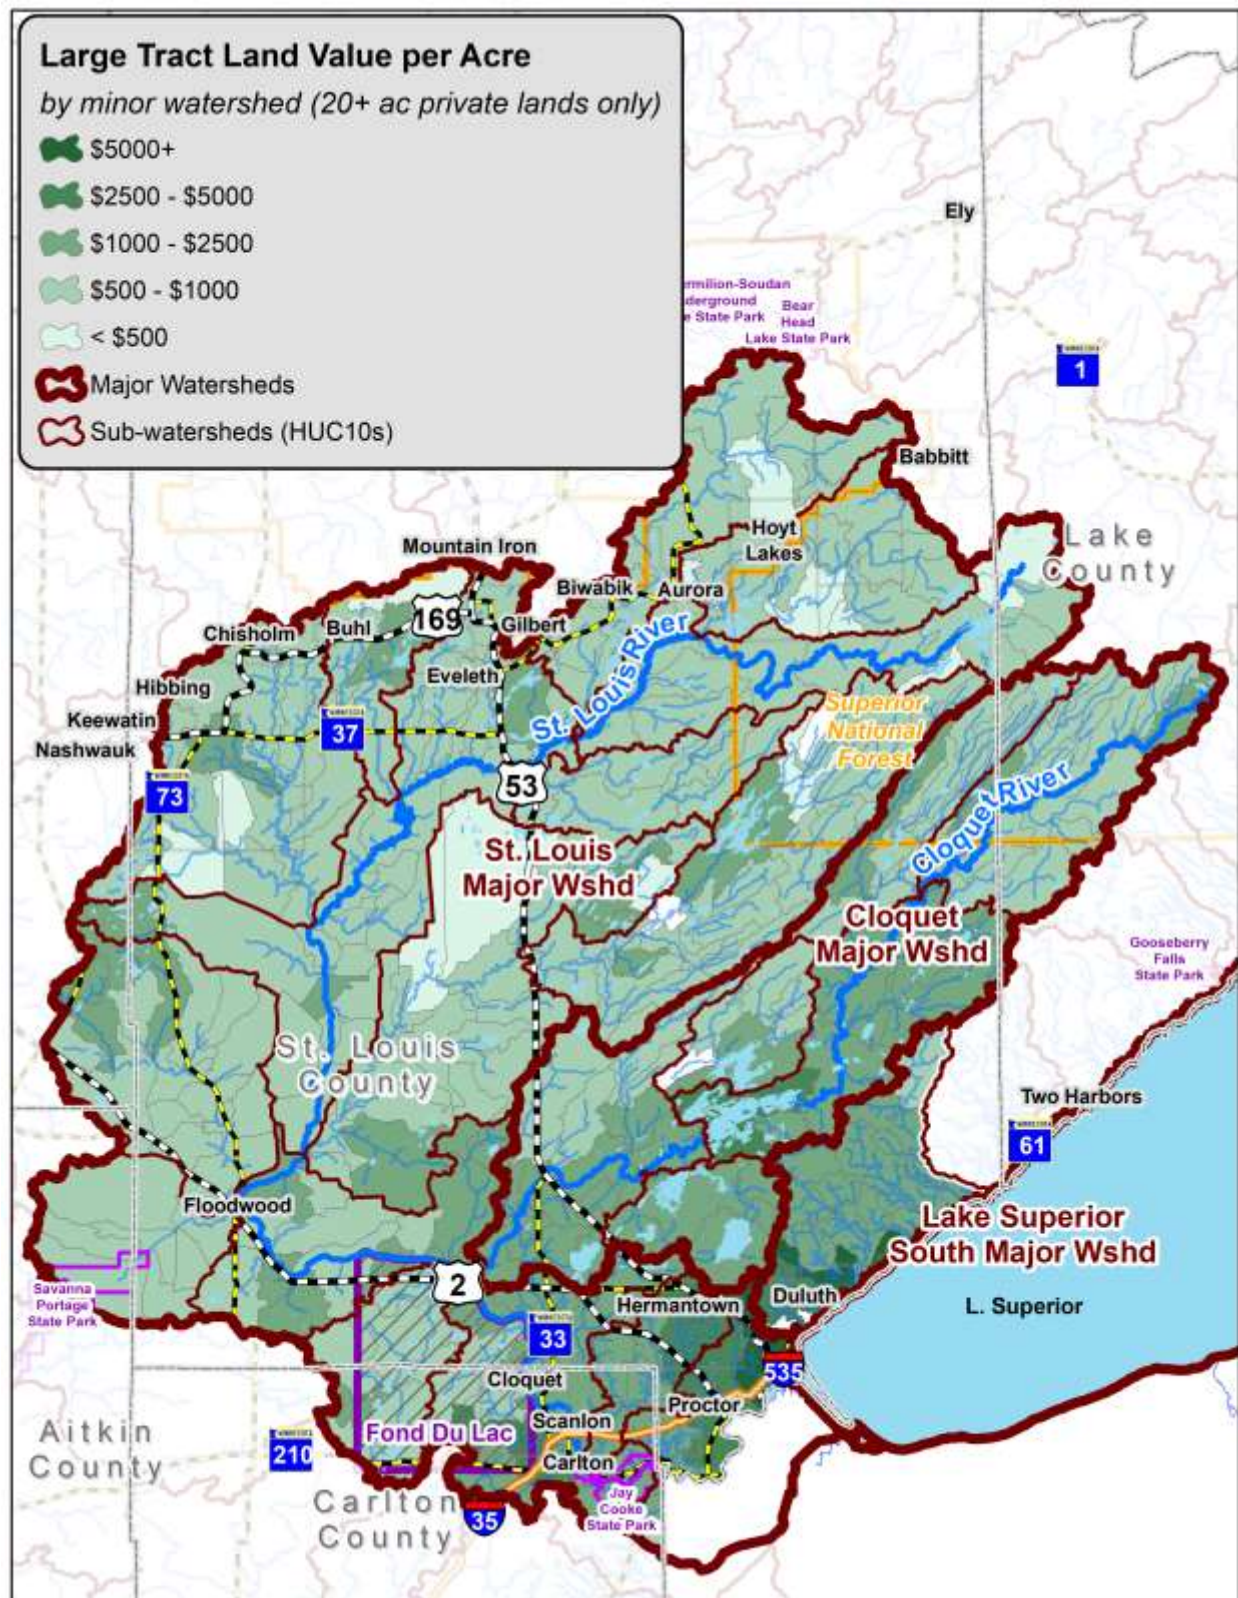 Large Tract Land Value per Acre
by minor watershed (20+ ac private lands only)
$5000+
$2500 - $5000
$1000 - $2500
$500 - $1000
< $500
Major Watersheds
Sub-watersheds (HUC10s)
Ely
ermilion-Soudan
derground
e State Park
Bear
Head
Lake State Park
1
Babbitt
Hoyt
Lakes
Lake
County
Mountain Iron
Biwabik
Aurora
169
Gilbert
Buhl
Chisholm
Eveleth
St. Louis River
Hibbing
Keewatin
Nashwauk
37
Superior
National
Forest
73
53
Cloquet River
St. Louis
Major Wshd
Cloquet
Major Wshd
Gooseberry
Falls
State Park
St. Louis
County
Two Harbors
61
Floodwood
Lake Superior
South Major Wshd
Savanna
Portage
State Park
2
Hermantown
Duluth
L. Superior
33
535
Cloquet
Proctor
Scanlon
Fond Du Lac
Carlton
Aitkin
County
210
Jay
Cooke
State Park
Carlton
County
35